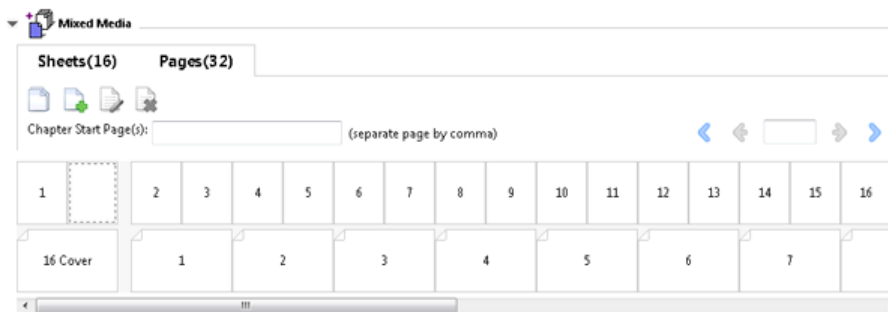 Mixed Media
Sheets(16) Pages(32)
Chapter Start Page(s): (separate page by comma)
1 2 3 4 5 6 7 8 9 10 11 12 13 14 15 16
16 Cover 1 2 3 4 5 6 7